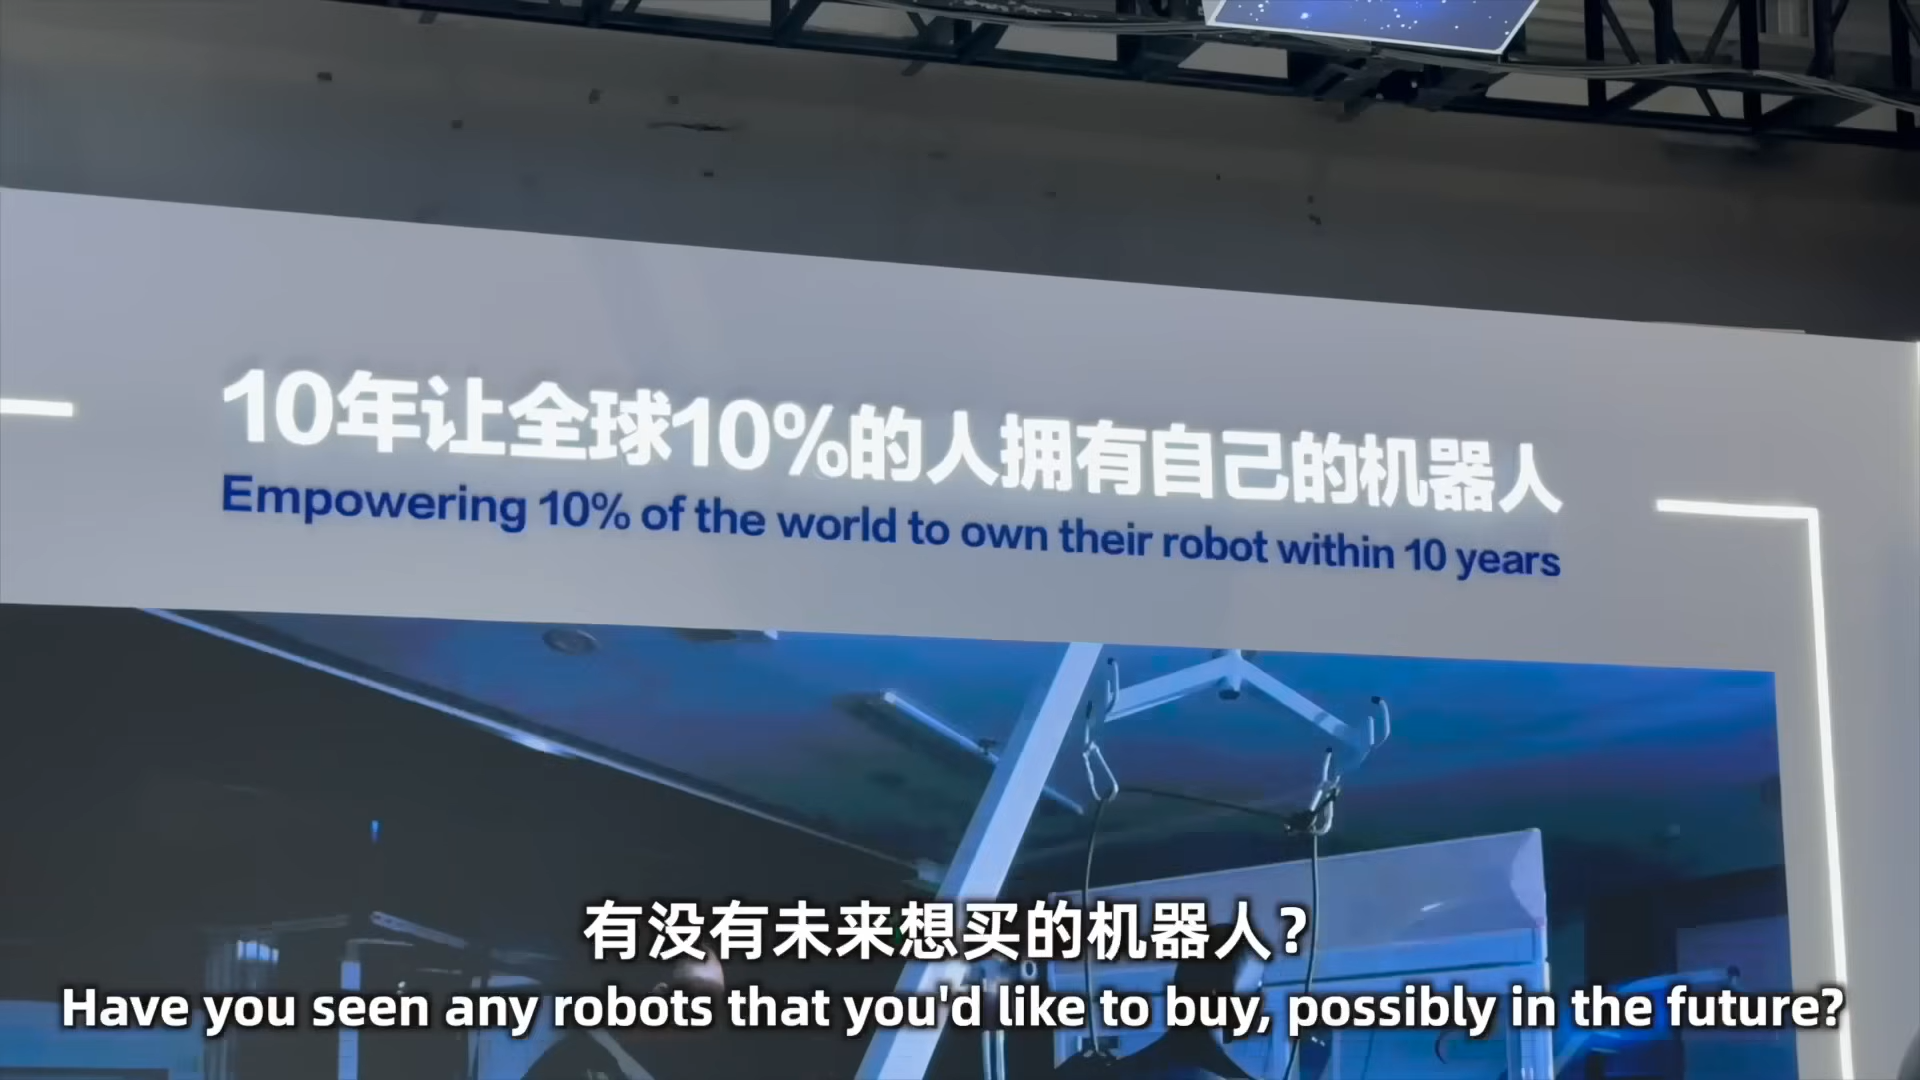 10年让全球10%的人拥有自己的机器人
Empowering 10% of the world to own their robot within 10 years
有没有未来想买的机器人？
Have you seen any robots that you'd like to buy, possibly in the future?